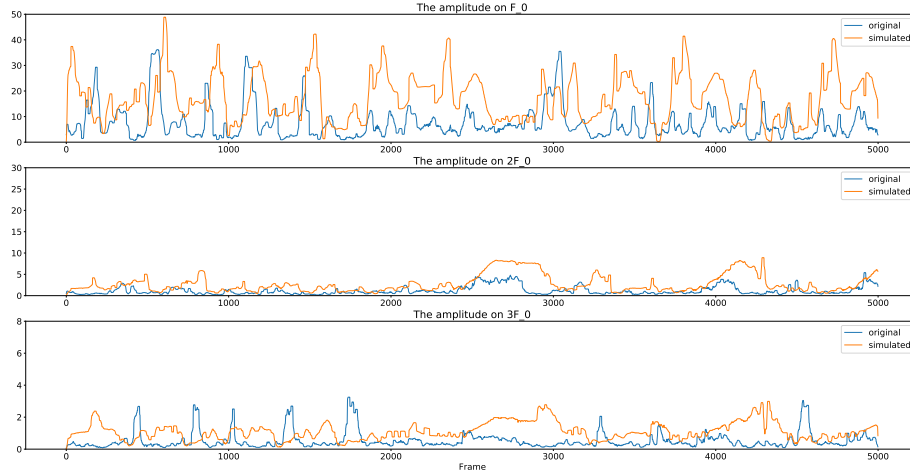 The amplitude on F_0
50
40
30
20
10
0
original
simulated
0 1000 2000 3000 4000 5000
The amplitude on 2F_0
30
25
20
15
10
5
0
original
simulated
0 1000 2000 3000 4000 5000
The amplitude on 3F_0
8
6
4
2
0
original
simulated
0 1000 2000 3000 4000 5000
Frame